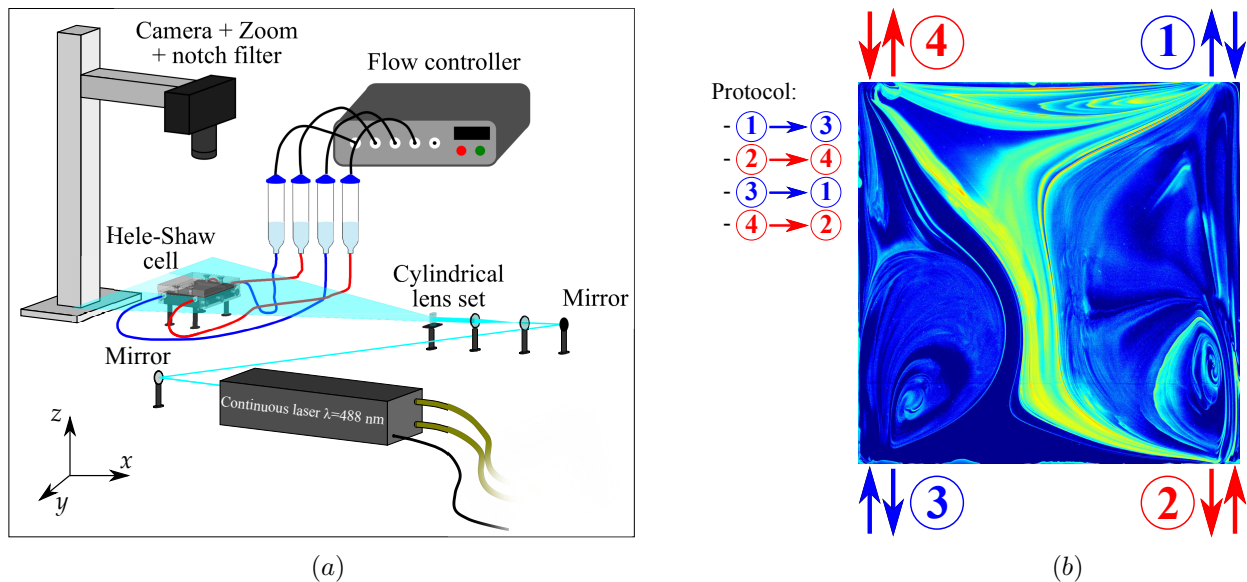 Camera + Zoom
+ notch filter
Flow controller
Hele-Shaw
cell
Cylindrical
lens set
Mirror
Mirror
Continuous laser λ=488 nm
z
x
y
(a)
4
1
Protocol:
- 1 → 3
- 2 → 4
- 3 → 1
- 4 → 2
3
2
(b)